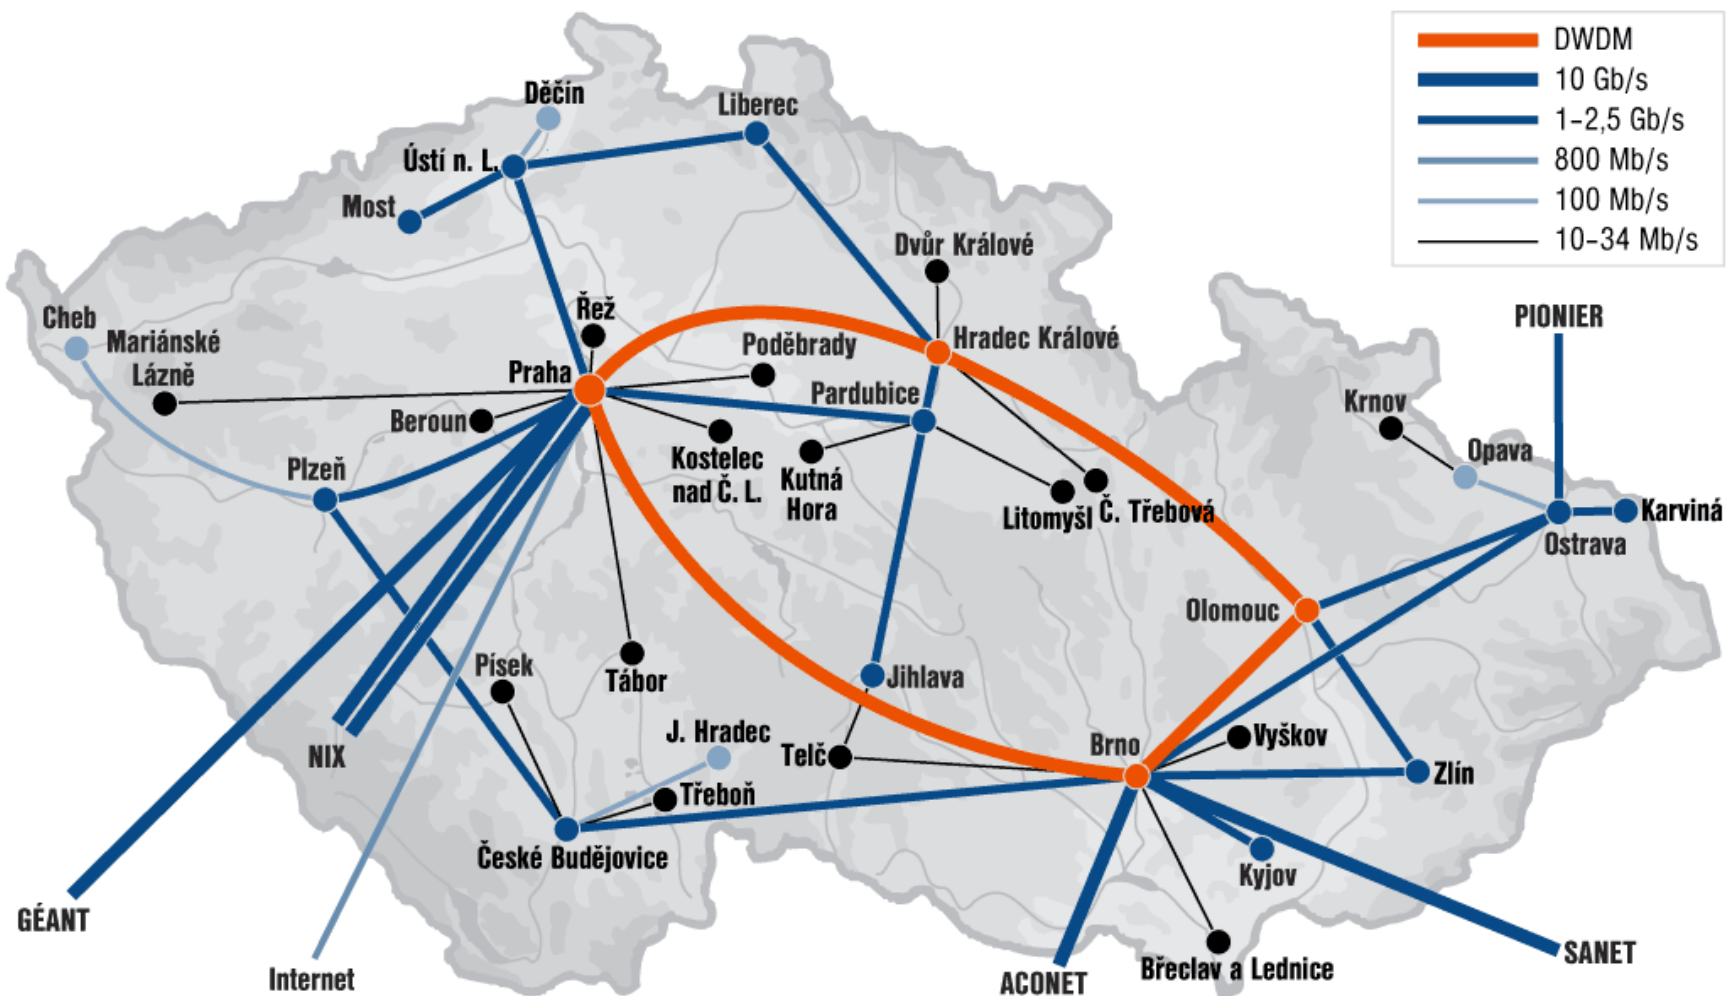 DWDM
10 Gb/s
1–2,5 Gb/s
800 Mb/s
100 Mb/s
10–34 Mb/s
Děčín
Liberec
Ústí n. L.
Most
Dvůr Králové
Cheb
Mariánské
Lázně
Řež
Praha
Poděbrady
Hradec Králové
PIONIER
Beroun
Pardubice
Krnov
Plzeň
Kostelec
nad Č. L.
Kutná
Hora
Litomyšl
Č. Třebová
Opava
Karviná
Ostrava
Olomouc
Písek
Tábor
Jihlava
NIX
J. Hradec
Telč
Brno
Vyškov
Zlín
Třeboň
České Budějovice
Kyjov
GÉANT
Internet
ACONET
Břeclav a Lednice
SANET